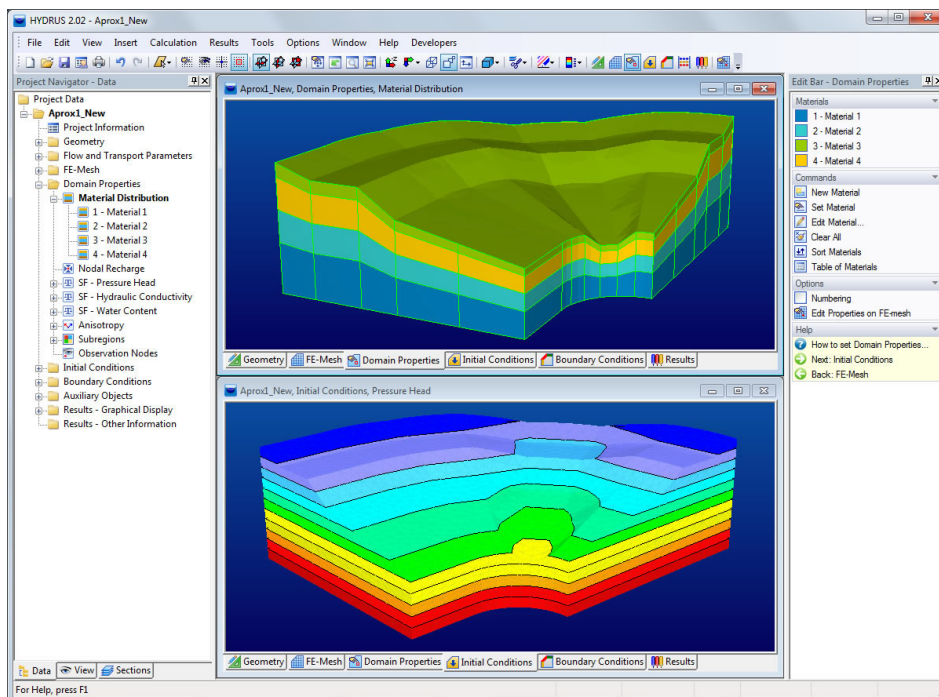 HYDRUS 2.02 - Aprox1_New
File Edit View Insert Calculation Results Tools Options Window Help Developers
Project Navigator - Data
Project Data
Aprox1_New
Project Information
Geometry
Flow and Transport Parameters
FE-Mesh
Domain Properties
Material Distribution
1 - Material 1
2 - Material 2
3 - Material 3
4 - Material 4
Nodal Recharge
SF - Pressure Head
SF - Hydraulic Conductivity
SF - Water Content
Anisotropy
Subregions
Observation Nodes
Initial Conditions
Boundary Conditions
Auxiliary Objects
Results - Graphical Display
Results - Other Information
Data View Sections
For Help, press F1
Aprox1_New, Domain Properties, Material Distribution
Geometry FE-Mesh Domain Properties Initial Conditions Boundary Conditions Results
Aprox1_New, Initial Conditions, Pressure Head
Geometry FE-Mesh Domain Properties Initial Conditions Boundary Conditions Results
Edit Bar - Domain Properties
Materials
1 - Material 1
2 - Material 2
3 - Material 3
4 - Material 4
Commands
New Material
Set Material
Edit Material...
Clear All
Sort Materials
Table of Materials
Options
Numbering
Edit Properties on FE-mesh
Help
How to set Domain Properties...
Next: Initial Conditions
Back: FE-Mesh